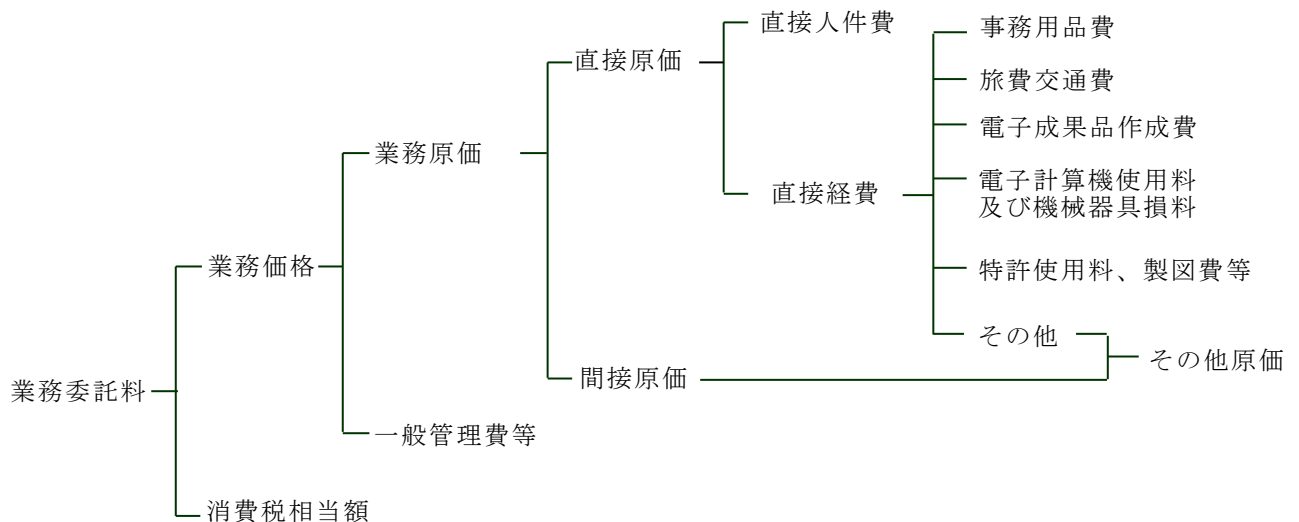 直接人件費
事務用品費
直接原価
旅費交通費
電子成果品作成費
業務原価
電子計算機使用料
及び機械器具損料
直接経費
業務価格
特許使用料、製図費等
その他
その他原価
間接原価
業務委託料
一般管理費等
消費税相当額